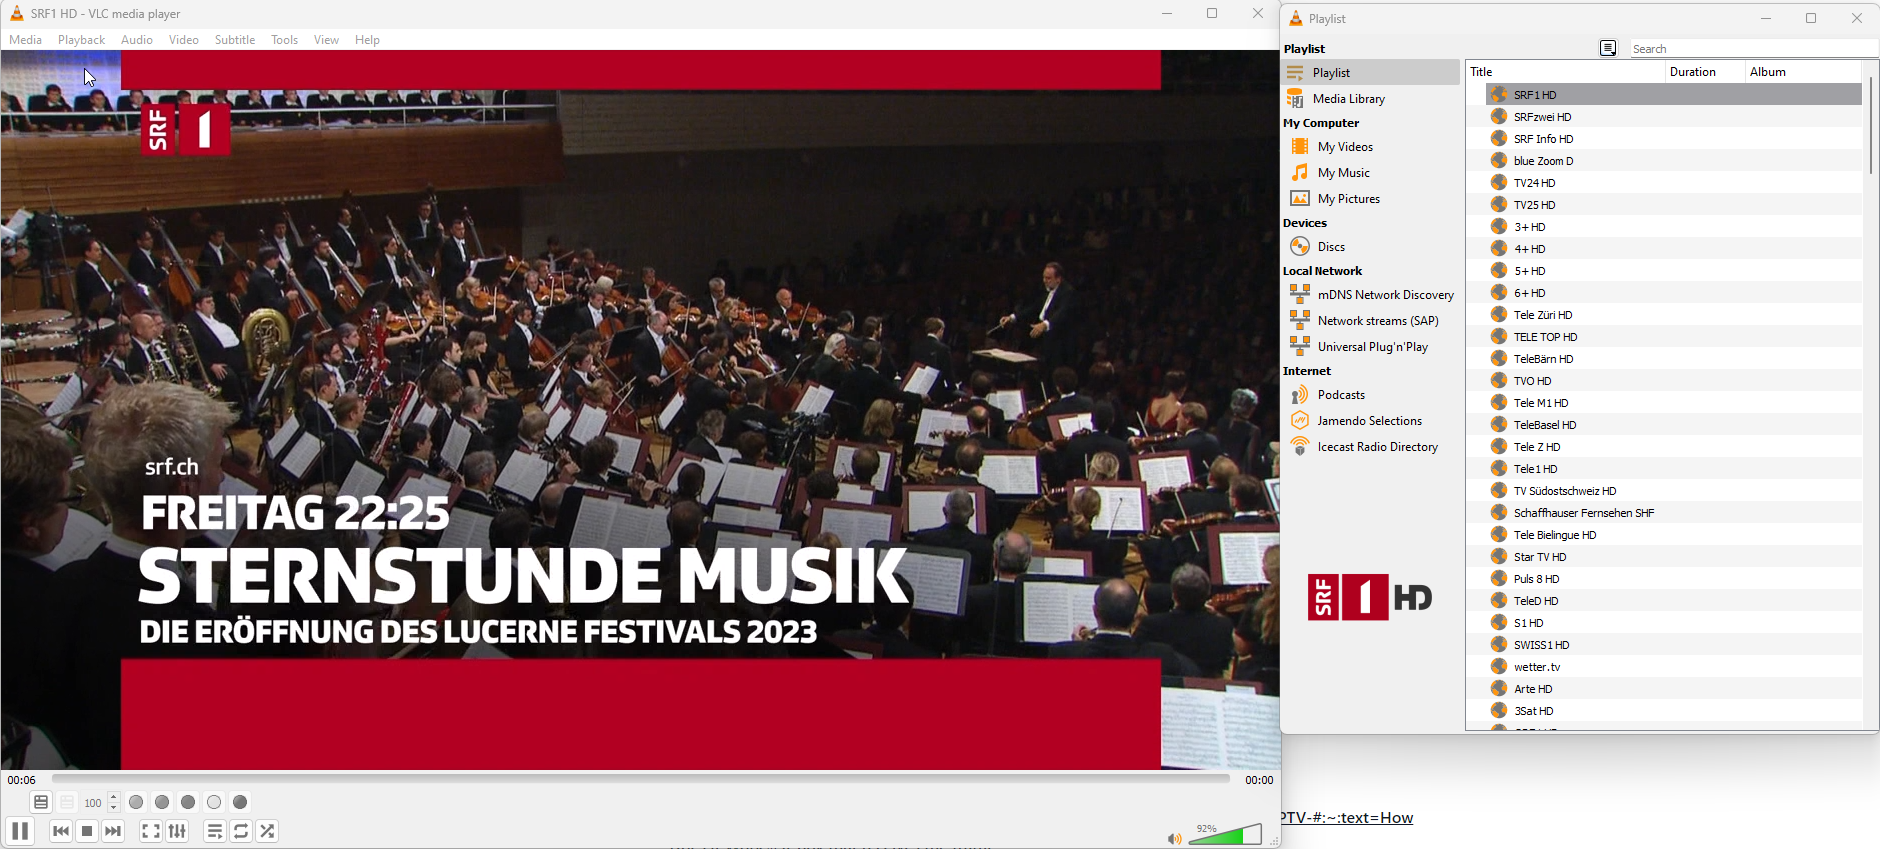 SRF1 HD - VLC media player
Media Playback Audio Video Subtitle Tools View Help
SRF 1
srf.ch
FREITAG 22:25
STERNSTUNDE MUSIK
DIE ERÖFFNUNG DES LUCERNE FESTIVALS 2023
00:06
00:00
100
92%
Playlist
Playlist
Search
Playlist
Media Library
My Computer
My Videos
My Music
My Pictures
Devices
Discs
Local Network
mDNS Network Discovery
Network streams (SAP)
Universal Plug'n'Play
Internet
Podcasts
Jamendo Selections
Icecast Radio Directory
SRF 1 HD
Title Duration Album
SRF1 HD
SRFzwei HD
SRF Info HD
blue Zoom D
TV24 HD
TV25 HD
3+ HD
4+ HD
5+ HD
6+ HD
Tele Züri HD
TELE TOP HD
TeleBärn HD
TVO HD
Tele M1 HD
TeleBasel HD
Tele Z HD
Tele1 HD
TV Südostschweiz HD
Schaffhauser Fernsehen SHF
Tele Bielingue HD
Star TV HD
Puls 8 HD
TeleD HD
S1 HD
SWISS1 HD
wetter.tv
Arte HD
3Sat HD
PTV-#:~:text=How